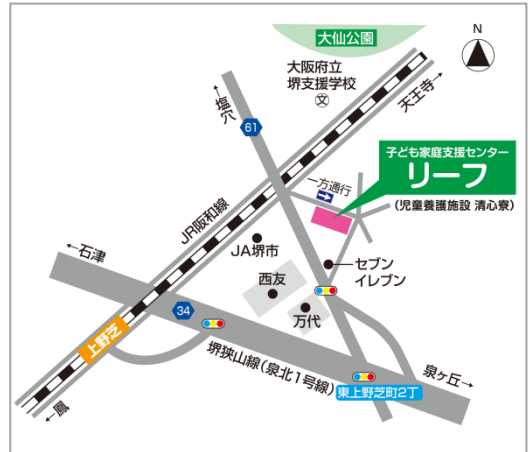 大仙公園
N
大阪府立
堺支援学校
文
天王寺→
←塩穴
61
子ども家庭支援センター
リーフ
(児童養護施設 清心寮)
一方通行
JR阪和線
←石津
JA堺市
セブン
イレブン
西友
34
万代
上野芝
堺狭山線(泉北1号線)
泉ヶ丘→
東上野芝町2丁
←鳳